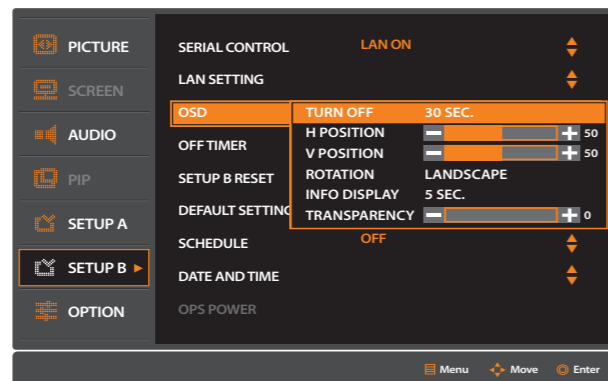 PICTURE
SCREEN
AUDIO
PIP
SETUP A
SETUP B
OPTION
SERIAL CONTROL LAN ON
LAN SETTING
OSD
OFF TIMER
SETUP B RESET
DEFAULT SETTING
SCHEDULE OFF
DATE AND TIME
OPS POWER
TURN OFF 30 SEC.
H POSITION 50
V POSITION 50
ROTATION LANDSCAPE
INFO DISPLAY 5 SEC.
TRANSPARENCY 0
Menu Move Enter